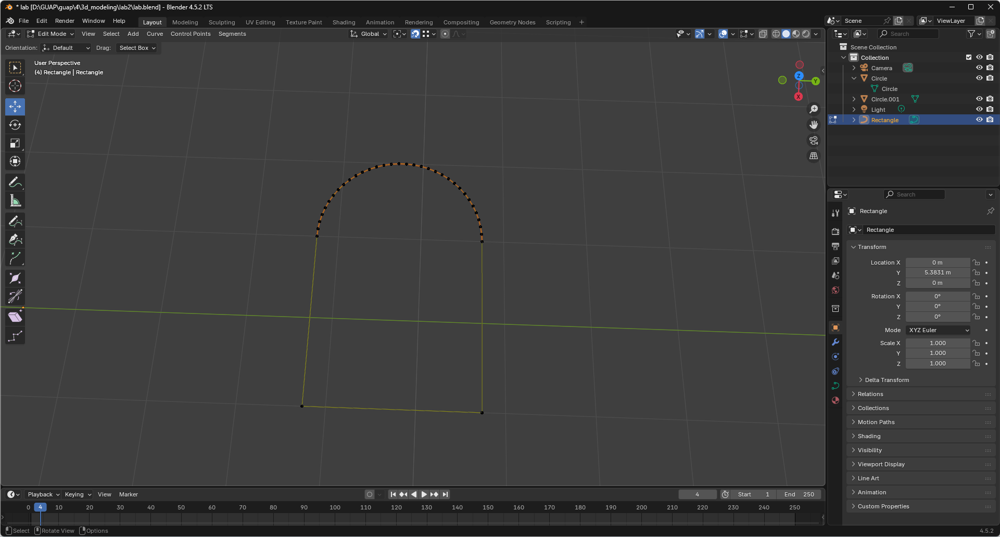 * lab [D:\GUAP\guap\4\3d_modeling\lab2\lab.blend] - Blender 4.5.2 LTS
File Edit Render Window Help Layout Modeling Sculpting UV Editing Texture Paint Shading Animation Rendering Compositing Geometry Nodes Scripting + Scene ViewLayer
Edit Mode View Select Add Curve Control Points Segments Global Search
Orientation: Default Drag: Select Box
Scene Collection
Collection
Camera
Circle
Circle
Circle.001
Light
Rectangle
User Perspective
(4) Rectangle | Rectangle
Z
Y
X
Search
Rectangle
Rectangle
Transform
Location X 0 m
Y 5.3831 m
Z 0 m
Rotation X 0°
Y 0°
Z 0°
Mode XYZ Euler
Scale X 1.000
Y 1.000
Z 1.000
Delta Transform
Relations
Collections
Motion Paths
Shading
Visibility
Viewport Display
Line Art
Animation
Custom Properties
Playback Keying View Marker 4 Start 1 End 250
0 4 10 20 30 40 50 60 70 80 90 100 110 120 130 140 150 160 170 180 190 200 210 220 230 240 250
Select Rotate View Options 4.5.2